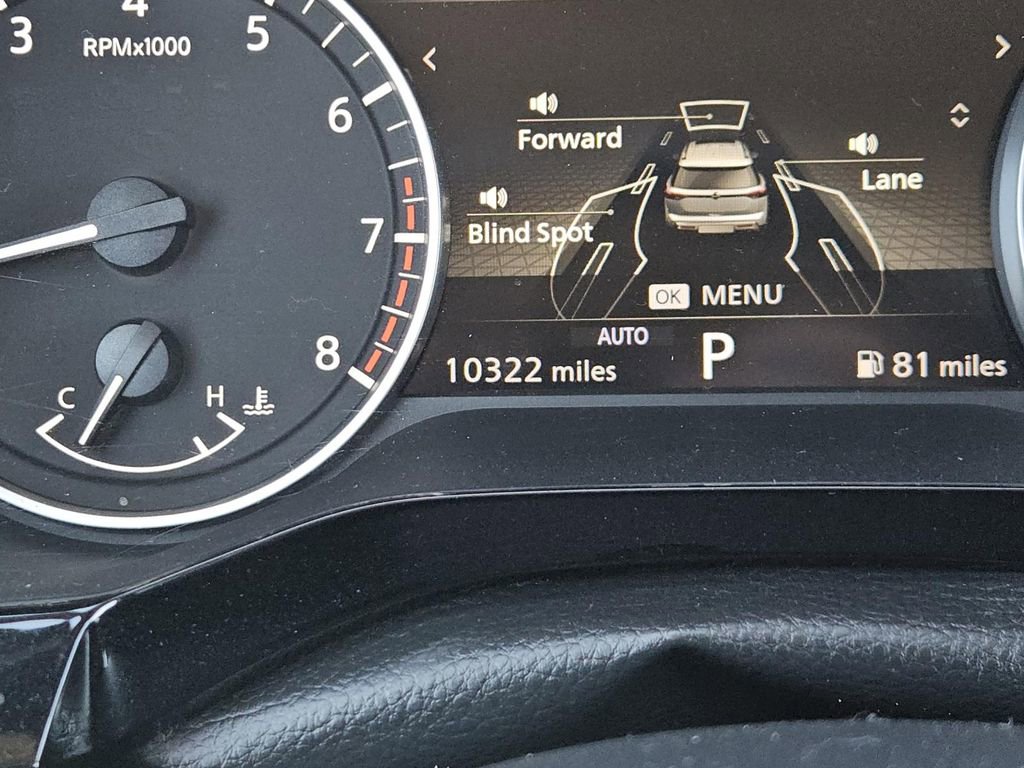 3
4
5
RPMx1000
6
7
8
C
H
Forward
Lane
Blind Spot
OK MENU
AUTO
10322 miles
P
81 miles